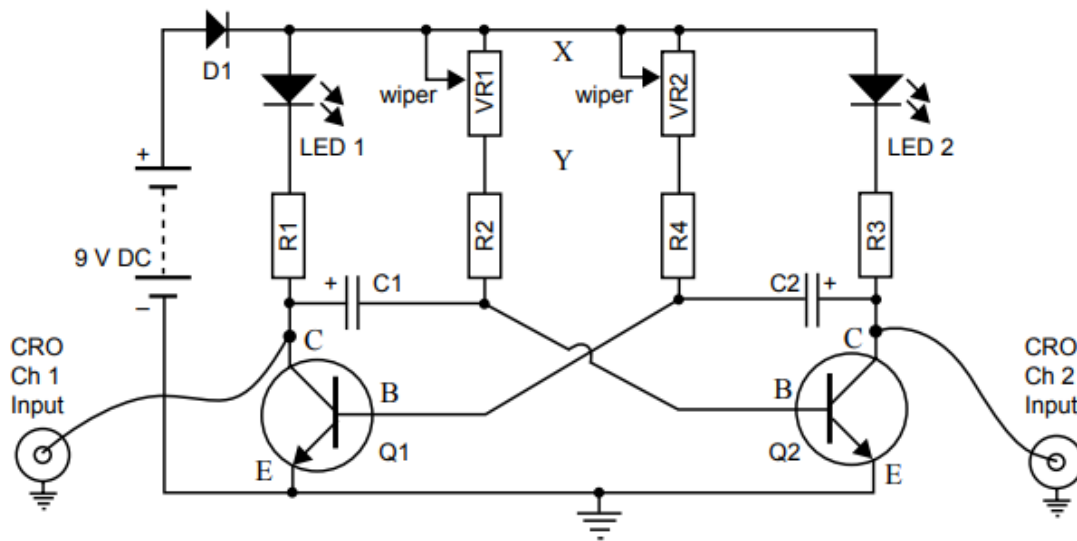 D1
X
wiper
VR1
wiper
VR2
LED 1
LED 2
+
Y
R1
R2
R4
R3
9 V DC
+
C1
C2
+
–
CRO
Ch 1
Input
C
C
CRO
Ch 2
Input
B
B
Q1
Q2
E
E